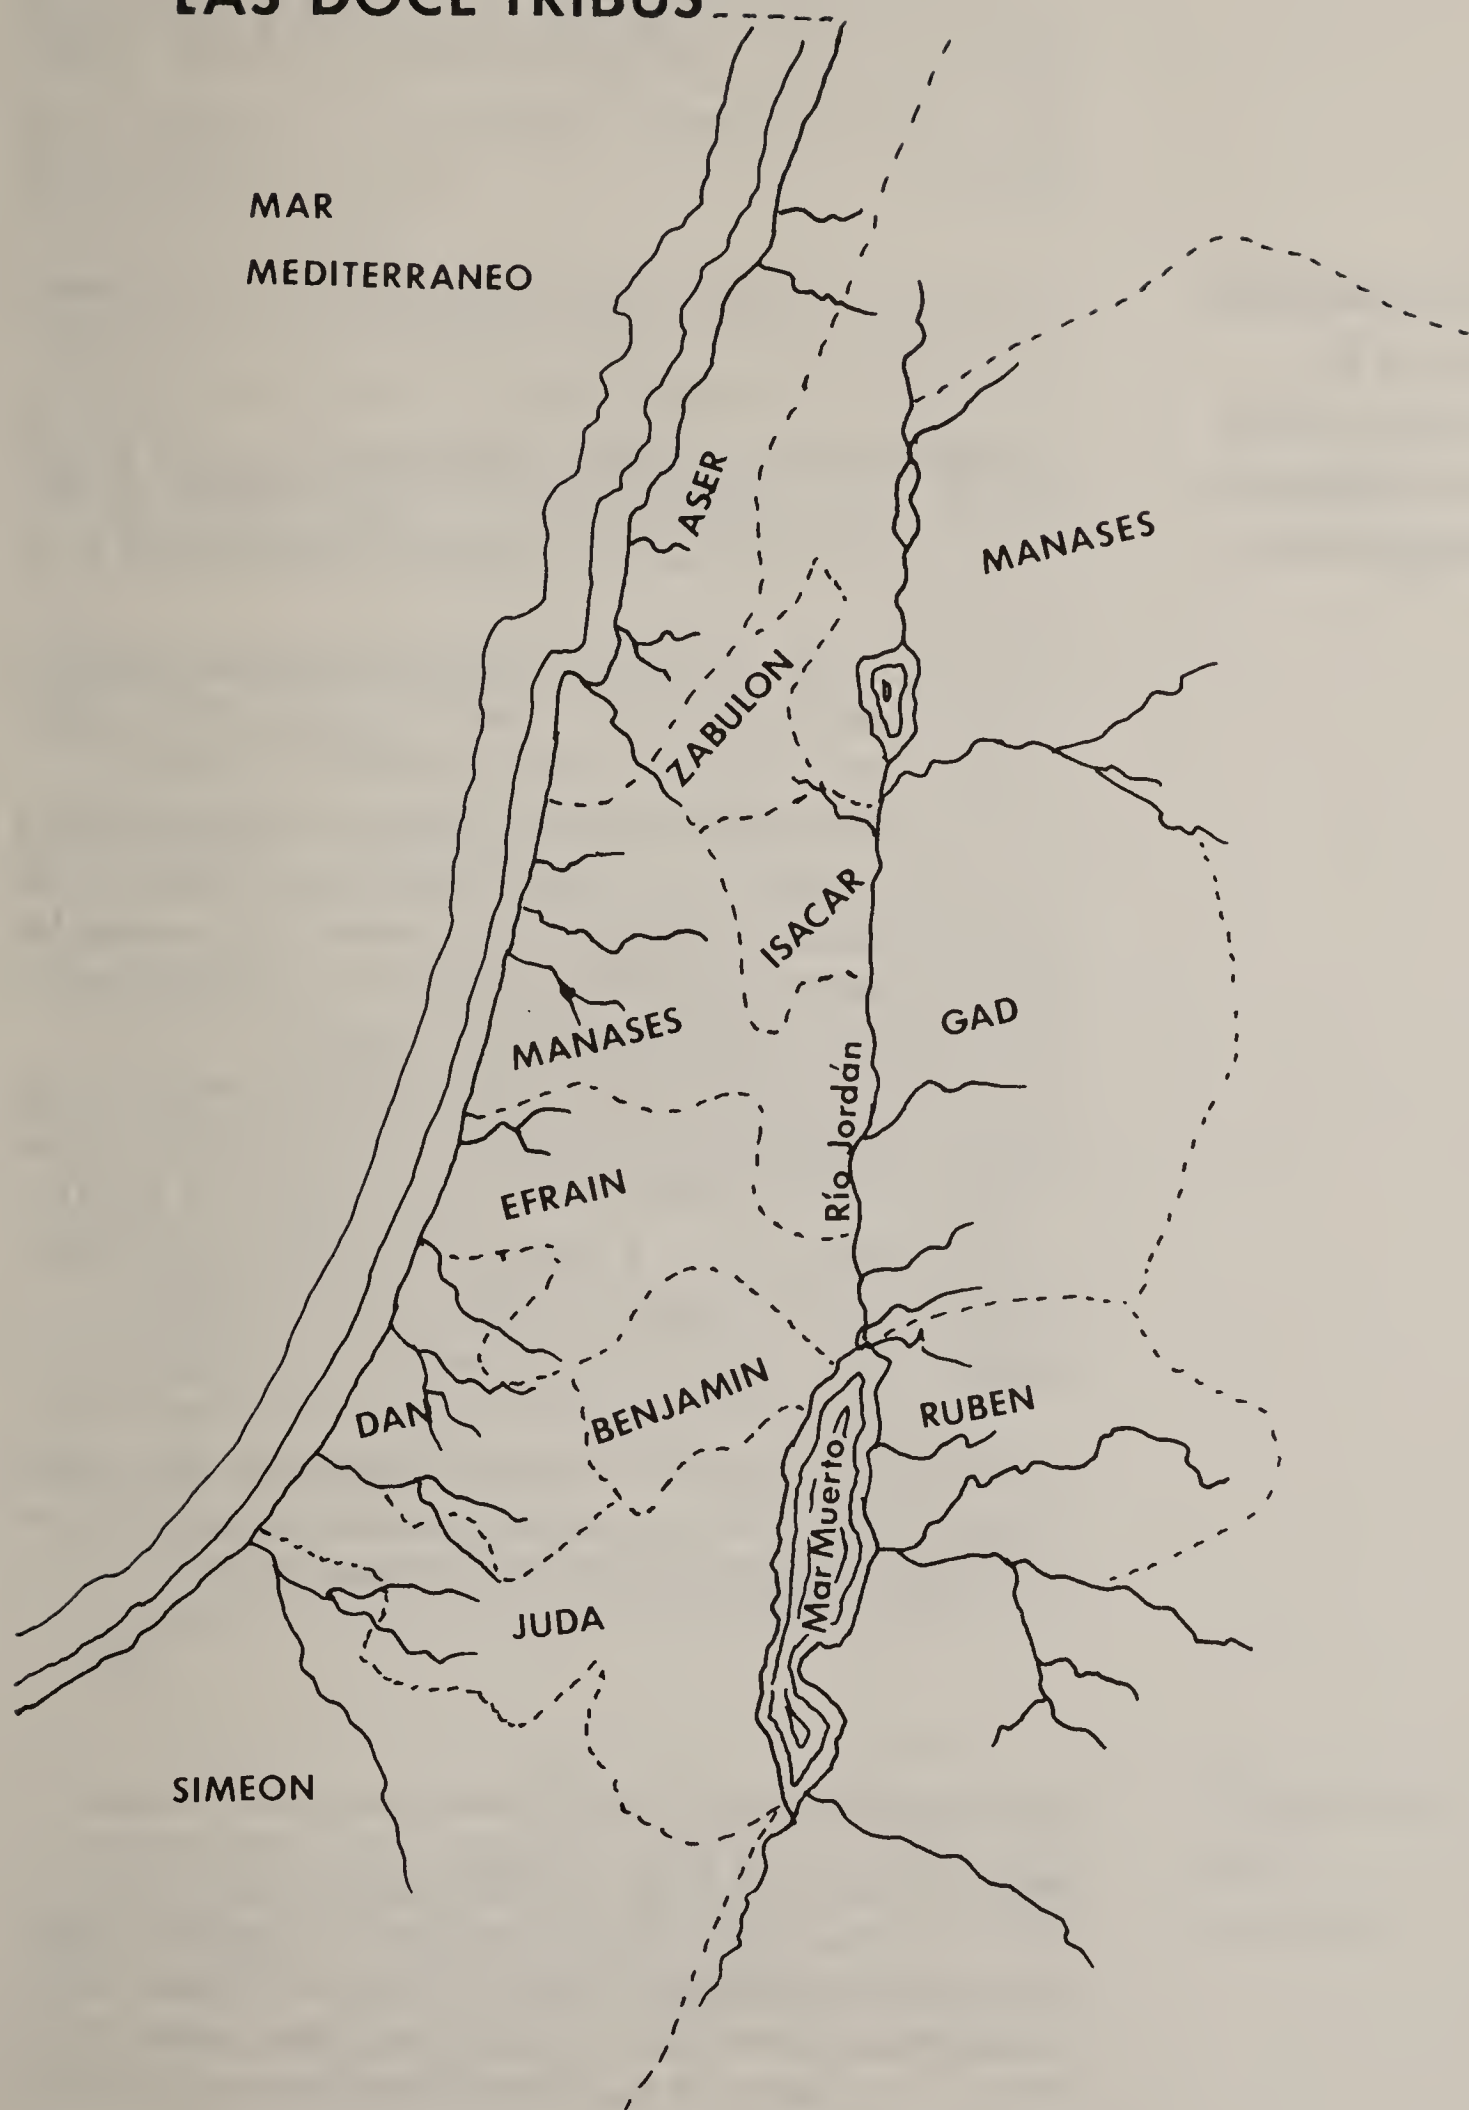 LAS DOCE TRIBUS
MAR
MEDITERRANEO
ASER
MANASES
ZABULON
ISACAR
MANASES
GAD
Río Jordán
EFRAIN
BENJAMIN
DAN
RUBEN
Mar Muerto
JUDA
SIMEON